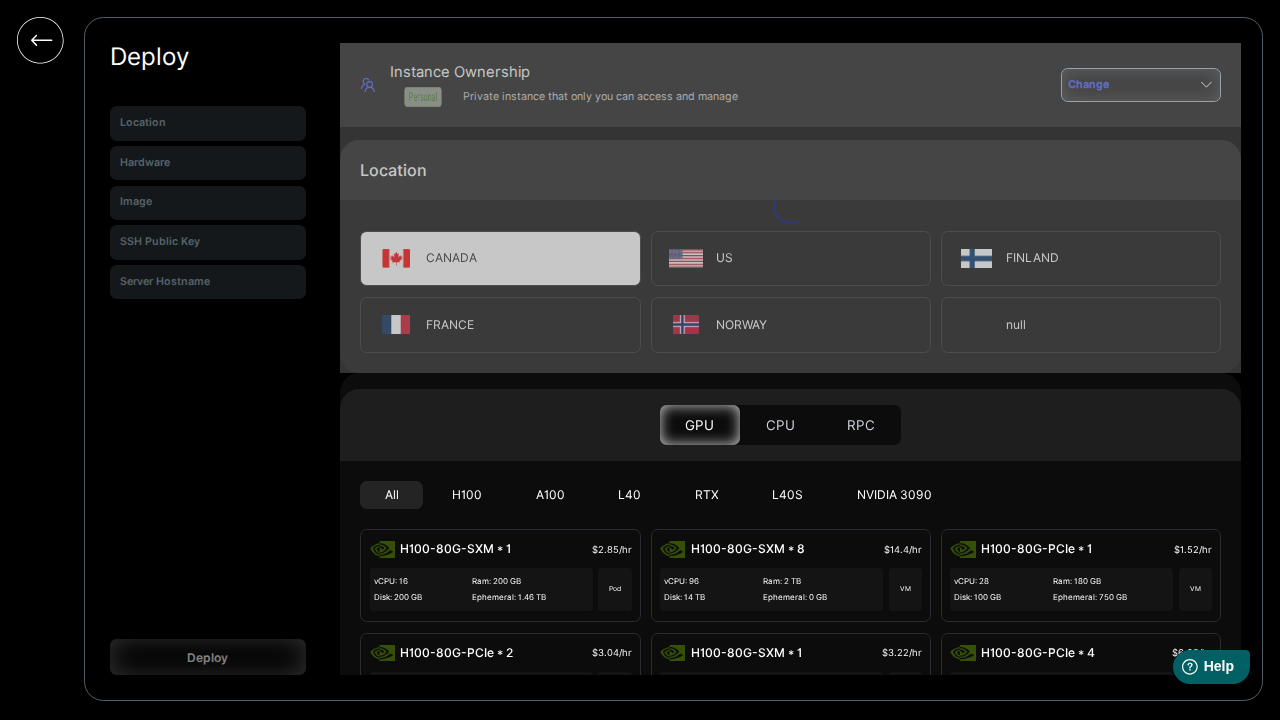 Deploy
Location
Hardware
Image
SSH Public Key
Server Hostname
Deploy
Instance Ownership
Personal
Private instance that only you can access and manage
Change
Location
CANADA
US
FINLAND
FRANCE
NORWAY
null
GPU
CPU
RPC
All
H100
A100
L40
RTX
L40S
NVIDIA 3090
H100-80G-SXM * 1
$2.85/hr
vCPU: 16
Ram: 200 GB
Disk: 200 GB
Ephemeral: 1.46 TB
Pod
H100-80G-SXM * 8
$14.4/hr
vCPU: 96
Ram: 2 TB
Disk: 14 TB
Ephemeral: 0 GB
VM
H100-80G-PCIe * 1
$1.52/hr
vCPU: 28
Ram: 180 GB
Disk: 100 GB
Ephemeral: 750 GB
VM
H100-80G-PCIe * 2
$3.04/hr
H100-80G-SXM * 1
$3.22/hr
H100-80G-PCIe * 4
Help